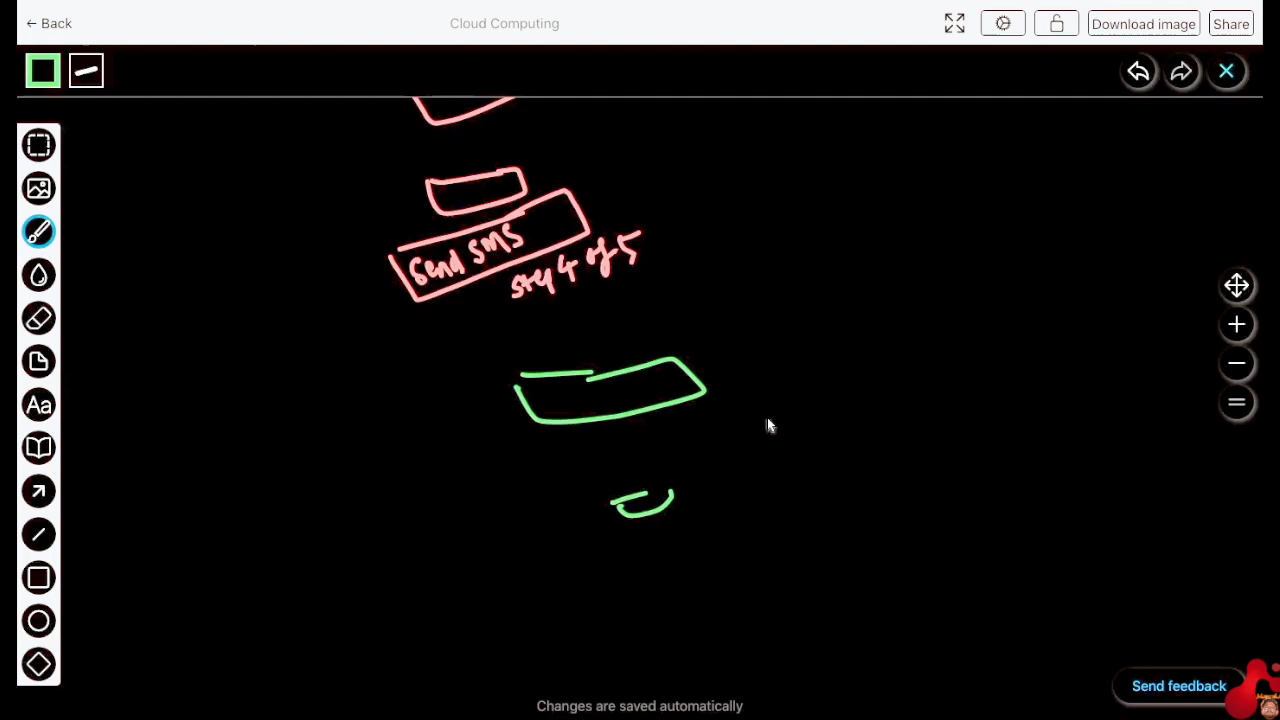 ← Back
Cloud Computing
Download image
Share
Aa
Send SMS
step 4 of 5
Send feedback
Changes are saved automatically